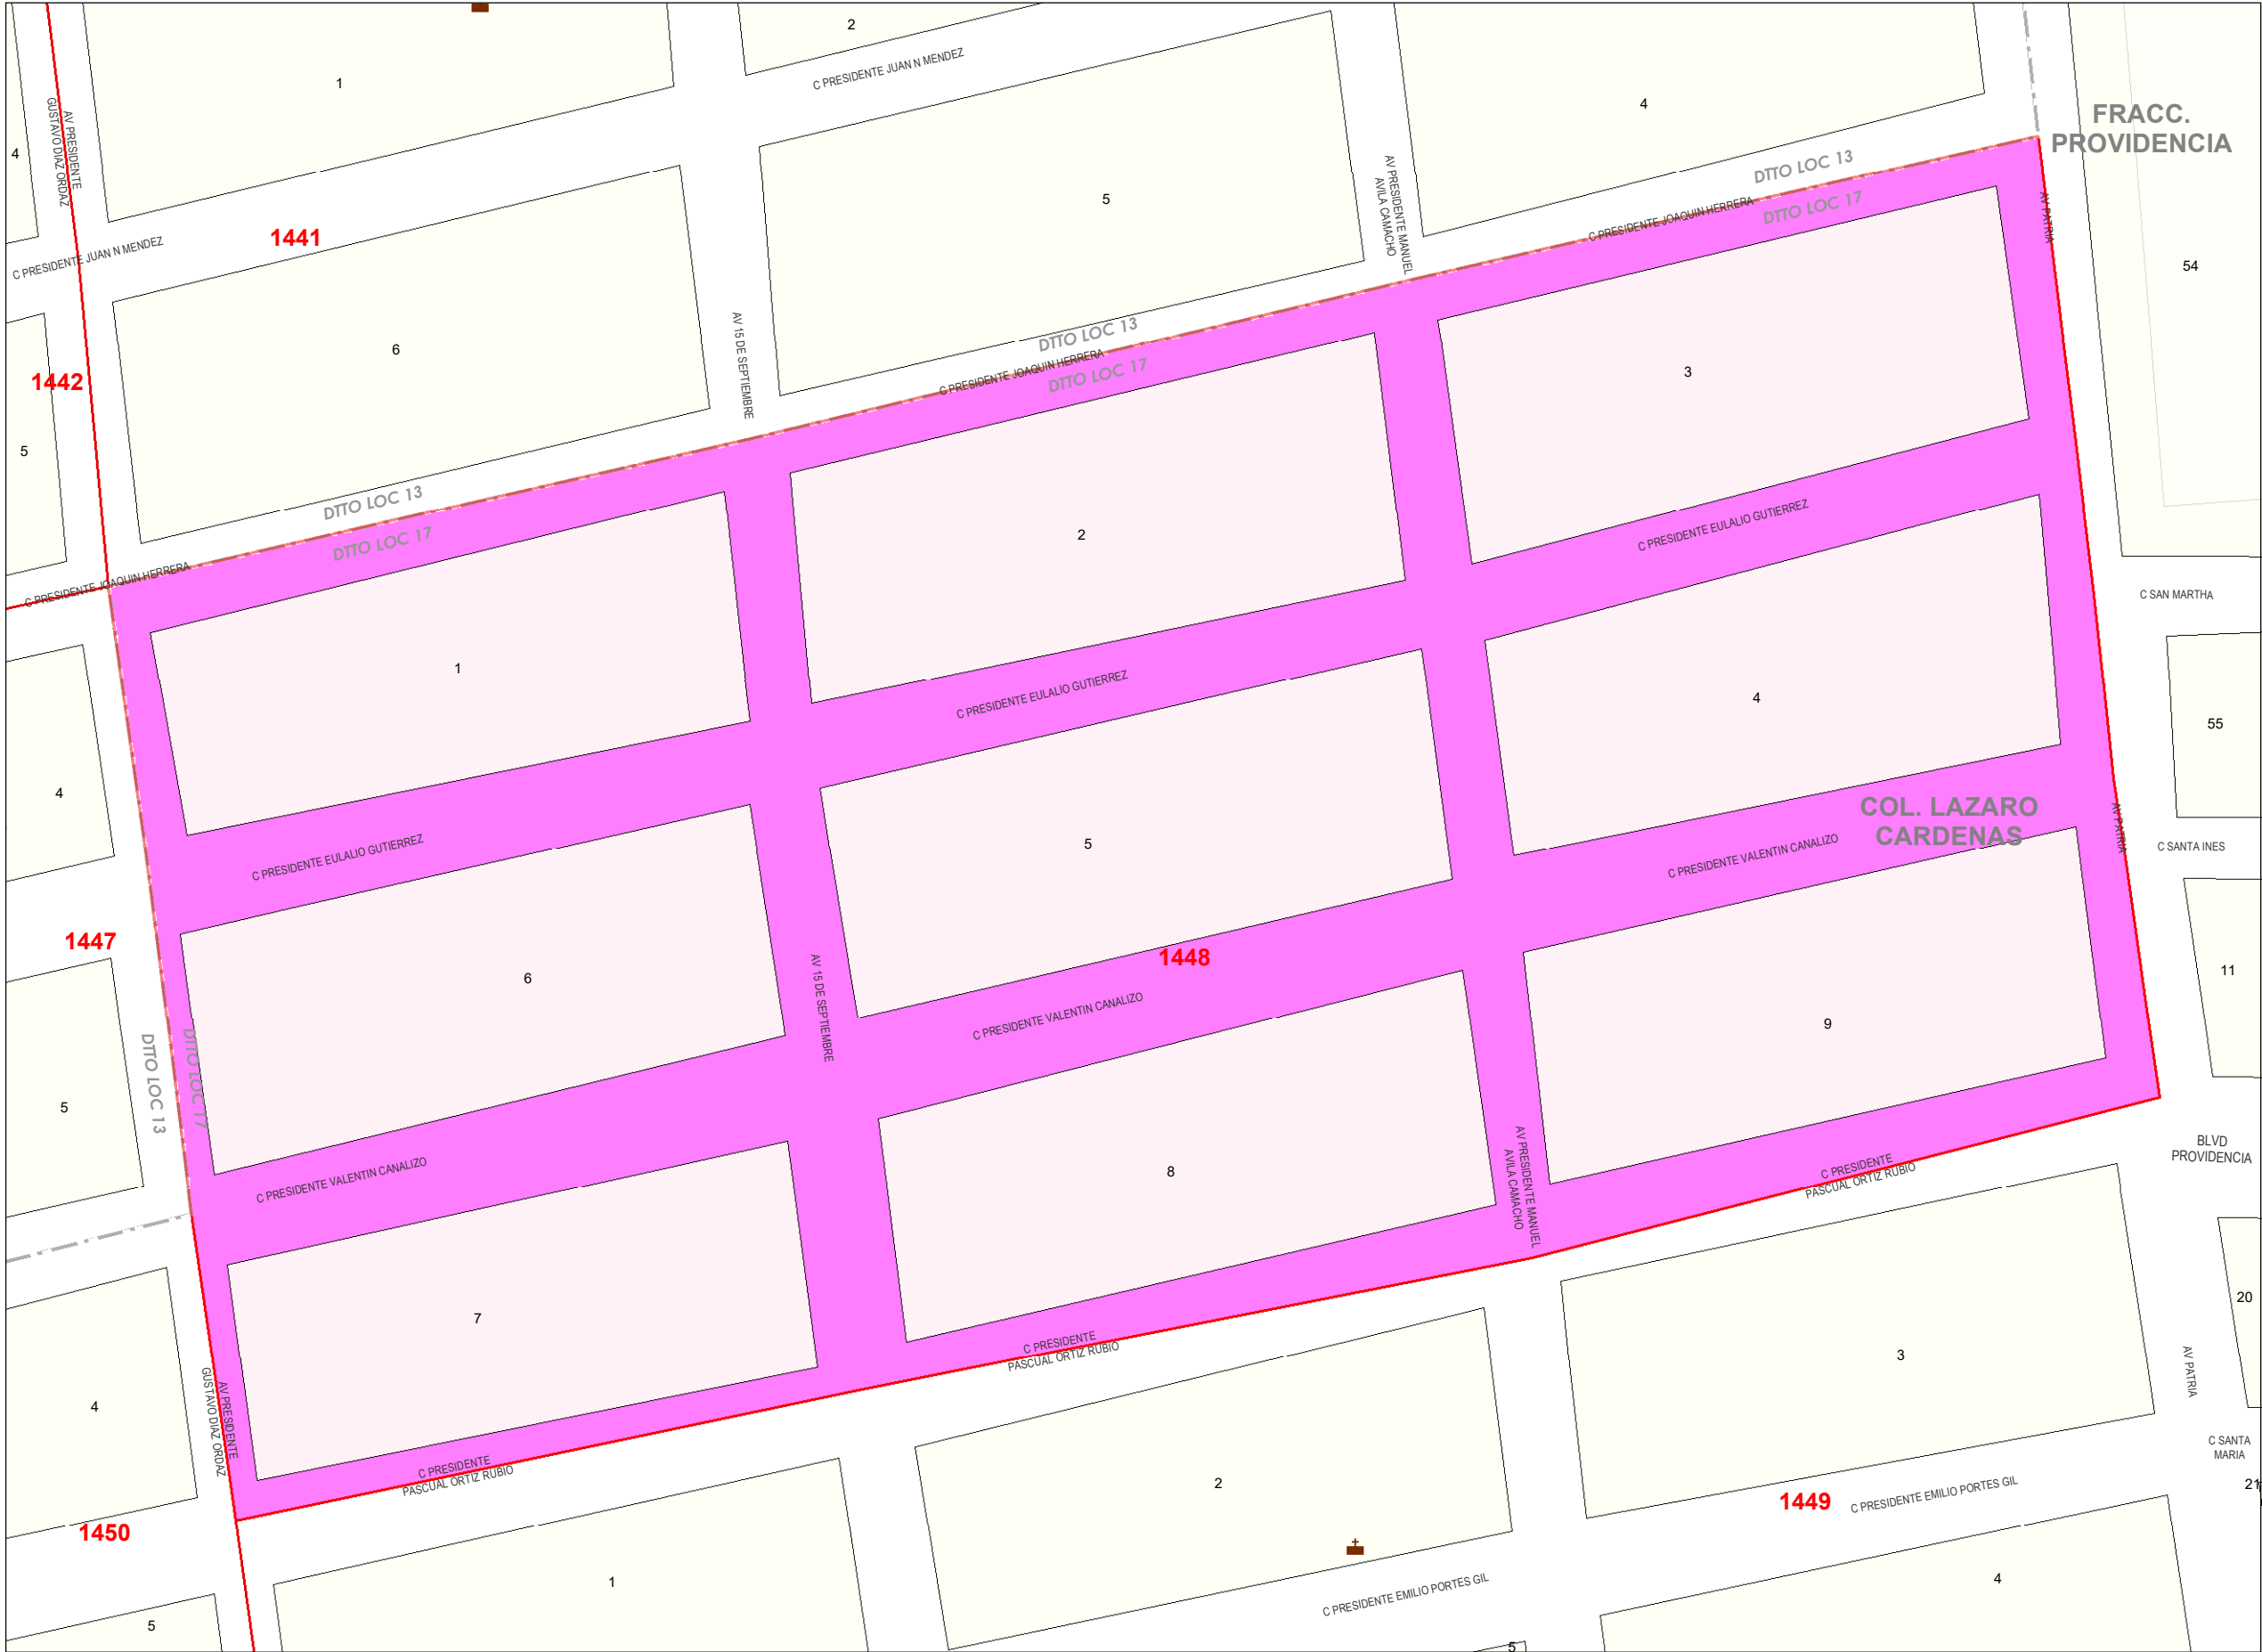 2
1
C PRESIDENTE JUAN N MENDEZ
4
FRACC.
PROVIDENCIA
AV PRESIDENTE
GUSTAVO DIAZ ORDAZ
4
5
AV PRESIDENTE MANUEL
AVILA CAMACHO
DTTO LOC 13
C PRESIDENTE JOAQUIN HERRERA
DTTO LOC 17
AV PATRIA
1441
C PRESIDENTE JUAN N MENDEZ
54
6
AV 15 DE SEPTIEMBRE
DTTO LOC 13
C PRESIDENTE JOAQUIN HERRERA
DTTO LOC 17
3
1442
5
DTTO LOC 13
DTTO LOC 17
2
C PRESIDENTE EULALIO GUTIERREZ
C PRESIDENTE JOAQUIN HERRERA
C SAN MARTHA
1
C PRESIDENTE EULALIO GUTIERREZ
4
55
4
COL. LAZARO
CARDENAS
AV PATRIA
C PRESIDENTE EULALIO GUTIERREZ
5
C PRESIDENTE VALENTIN CANALIZO
C SANTA INES
1447
6
1448
11
AV 15 DE SEPTIEMBRE
C PRESIDENTE VALENTIN CANALIZO
9
DTTO LOC 13
DTTO LOC 17
5
C PRESIDENTE VALENTIN CANALIZO
8
AV PRESIDENTE MANUEL
AVILA CAMACHO
C PRESIDENTE
PASCUAL ORTIZ RUBIO
BLVD
PROVIDENCIA
7
20
C PRESIDENTE
PASCUAL ORTIZ RUBIO
3
AV PATRIA
4
AV PRESIDENTE
GUSTAVO DIAZ ORDAZ
C PRESIDENTE
PASCUAL ORTIZ RUBIO
2
C SANTA
MARIA
21
1449
C PRESIDENTE EMILIO PORTES GIL
1450
1
C PRESIDENTE EMILIO PORTES GIL
4
5
5